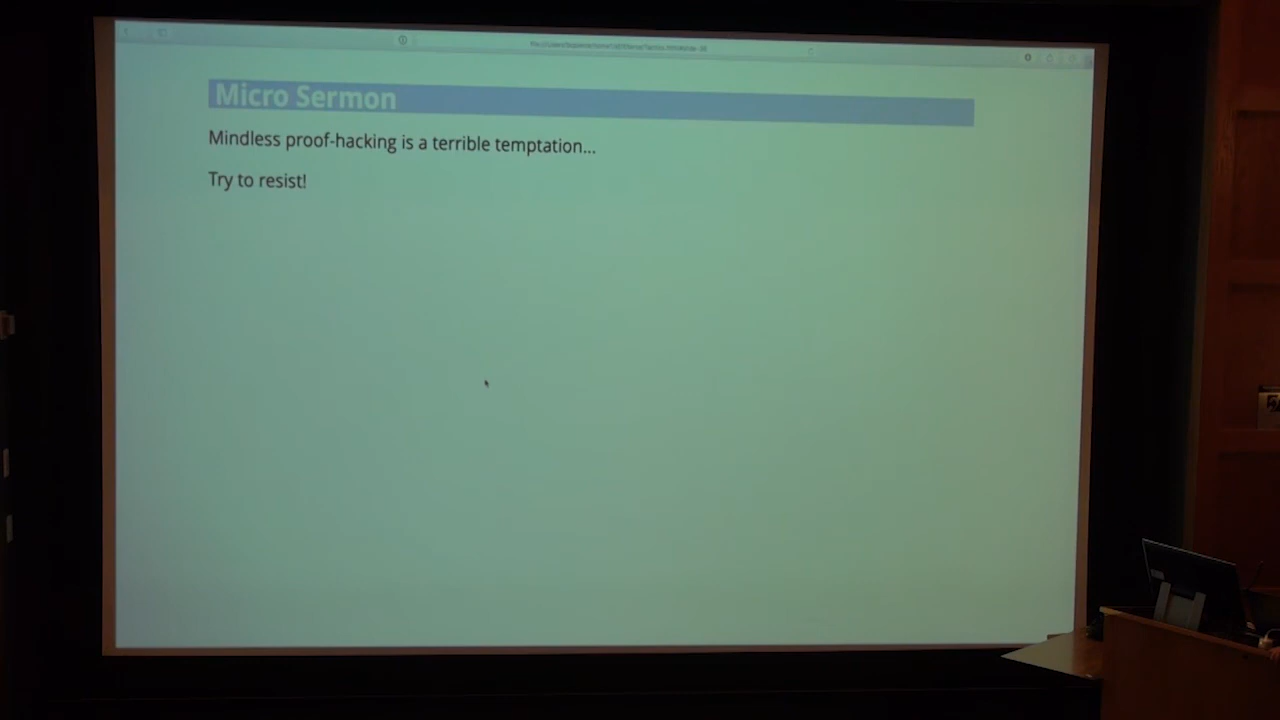 Micro Sermon
Mindless proof-hacking is a terrible temptation...
Try to resist!